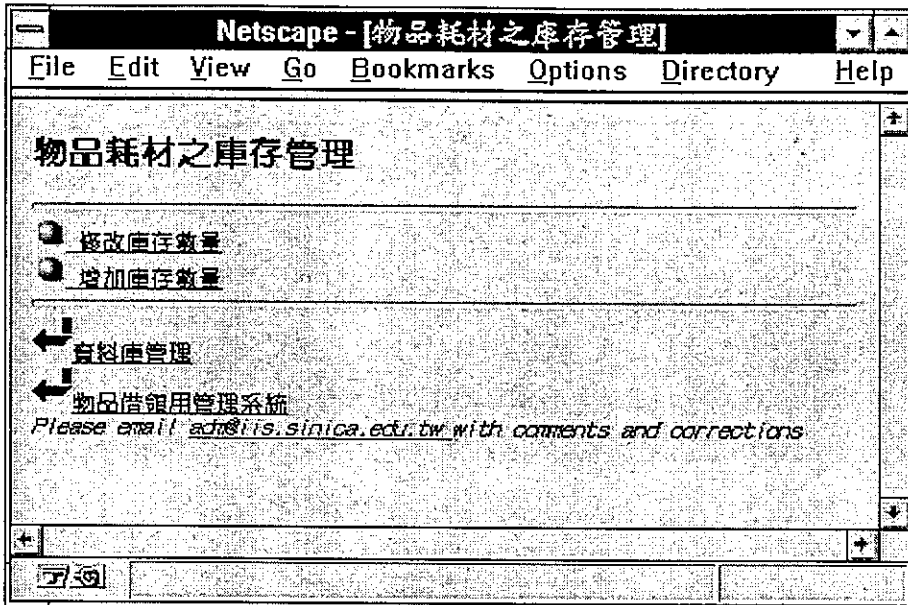 Netscape - [物品耗材之庫存管理]
File Edit View Go Bookmarks Options Directory Help
物品耗材之庫存管理
修改庫存數量
增加庫存數量
資料庫管理
物品借領用管理系統
Please email adm@iis.sinica.edu.tw with comments and corrections